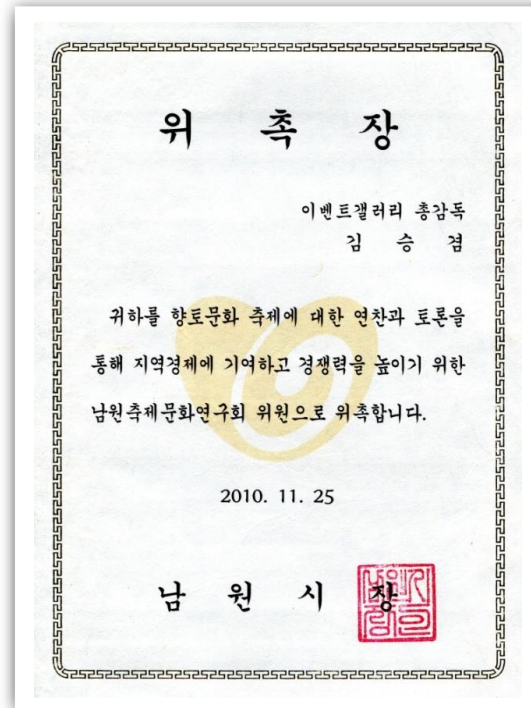 위 촉 장
이벤트갤러리 총감독
김 승 겸
귀하를 향토문화 축제에 대한 연찬과 토론을
통해 지역경제에 기여하고 경쟁력을 높이기 위한
남원축제문화연구회 위원으로 위촉합니다.
2010. 11. 25
남 원 시 장